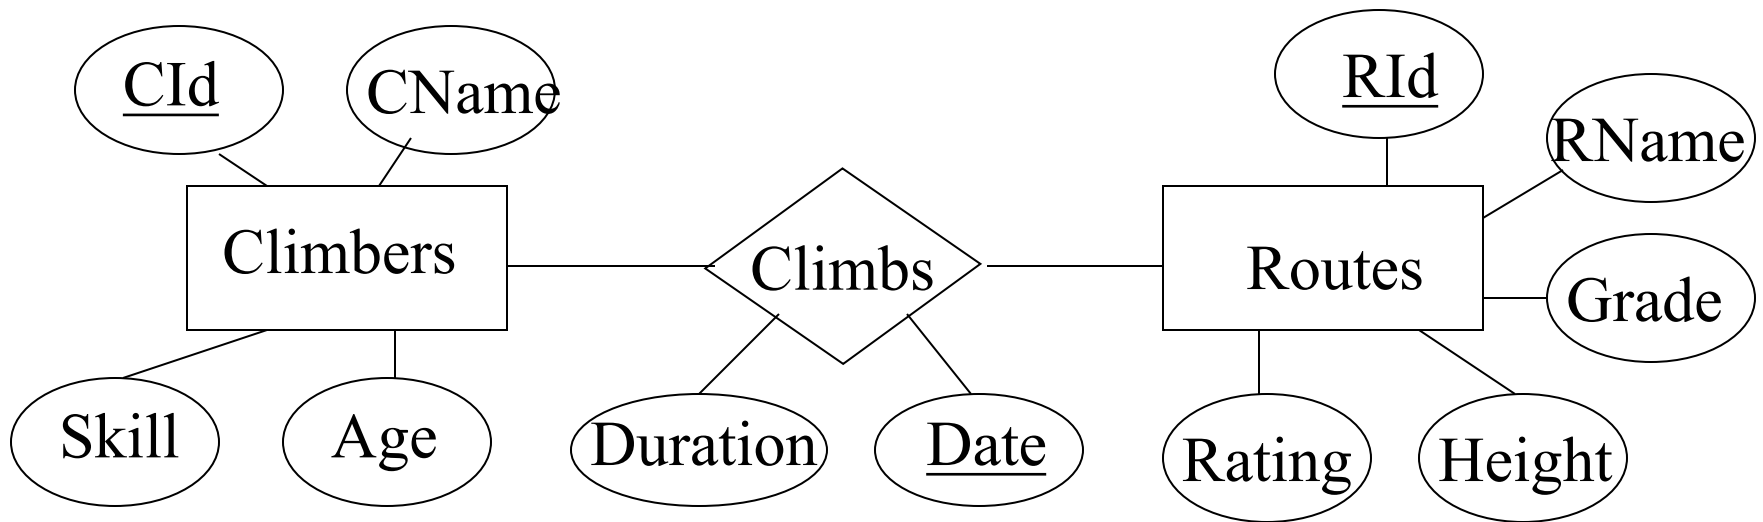 CId
CName
RId
RName
Climbers
Climbs
Routes
Grade
Skill
Age
Duration
Date
Rating
Height